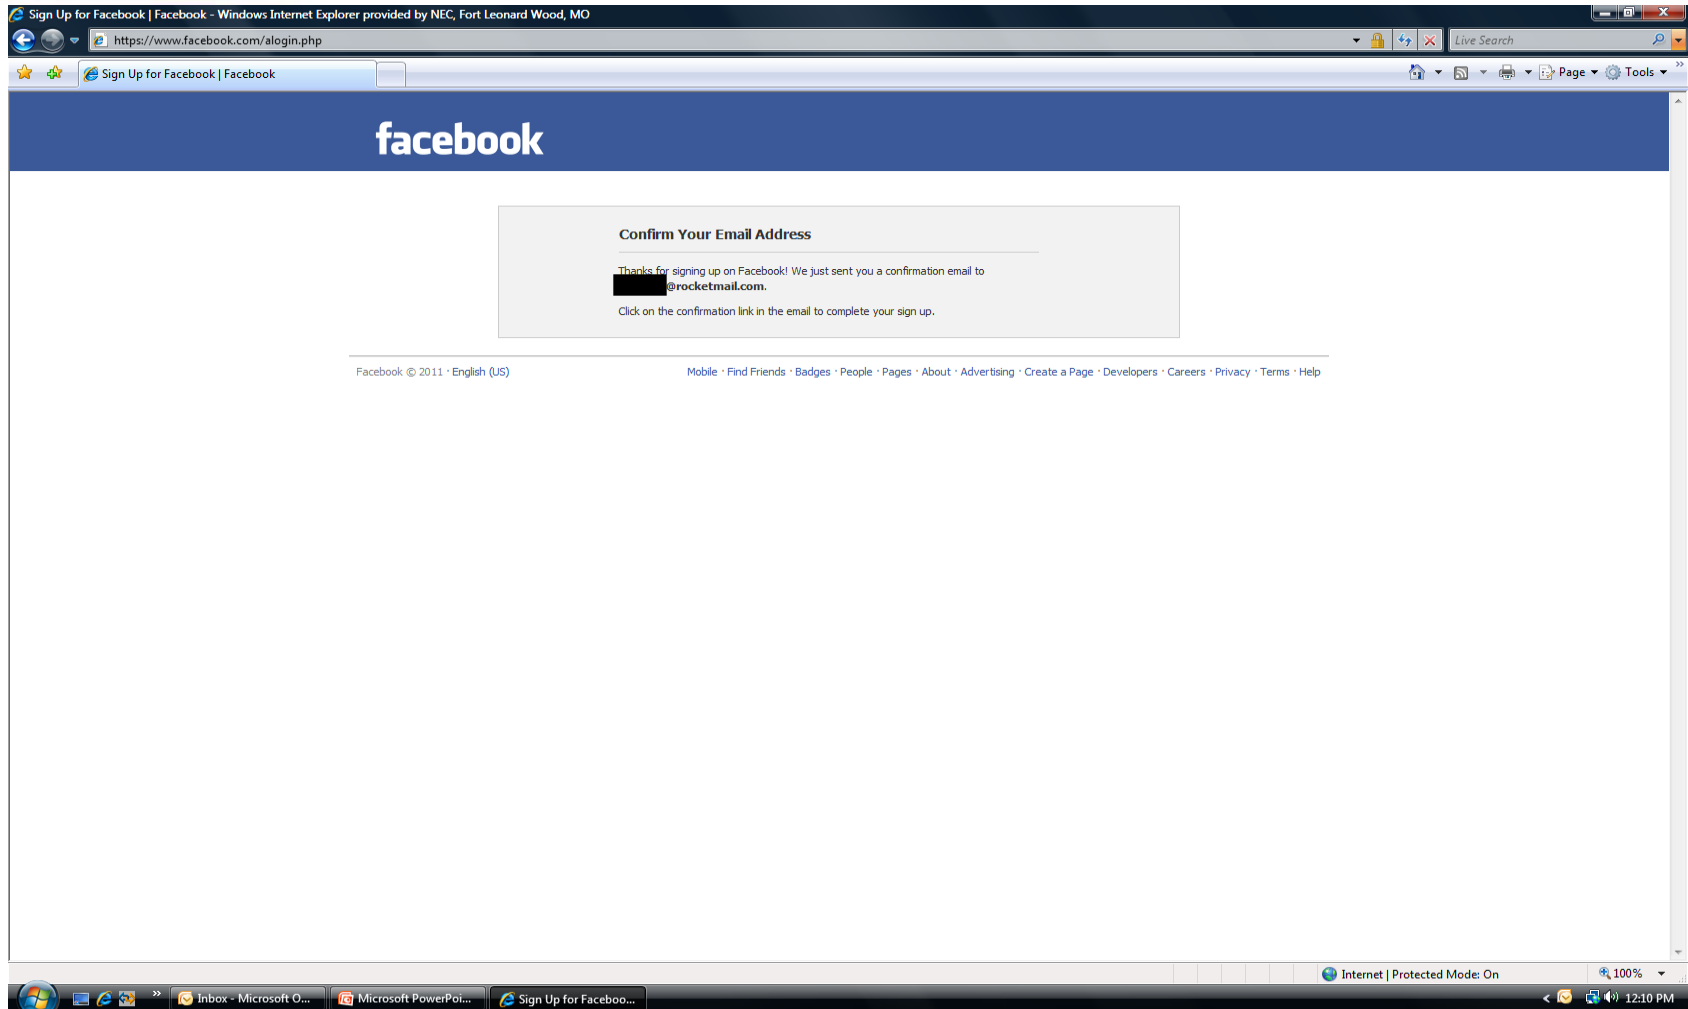 Sign Up for Facebook | Facebook - Windows Internet Explorer provided by NEC, Fort Leonard Wood, MO
https://www.facebook.com/alogin.php
Live Search
Sign Up for Facebook | Facebook
Page
Tools
facebook
Confirm Your Email Address
Thanks for signing up on Facebook! We just sent you a confirmation email to
@rocketmail.com.
Click on the confirmation link in the email to complete your sign up.
Facebook © 2011 · English (US)
Mobile · Find Friends · Badges · People · Pages · About · Advertising · Create a Page · Developers · Careers · Privacy · Terms · Help
Internet | Protected Mode: On
100%
Inbox - Microsoft O...
Microsoft PowerPoi...
Sign Up for Faceboo...
12:10 PM